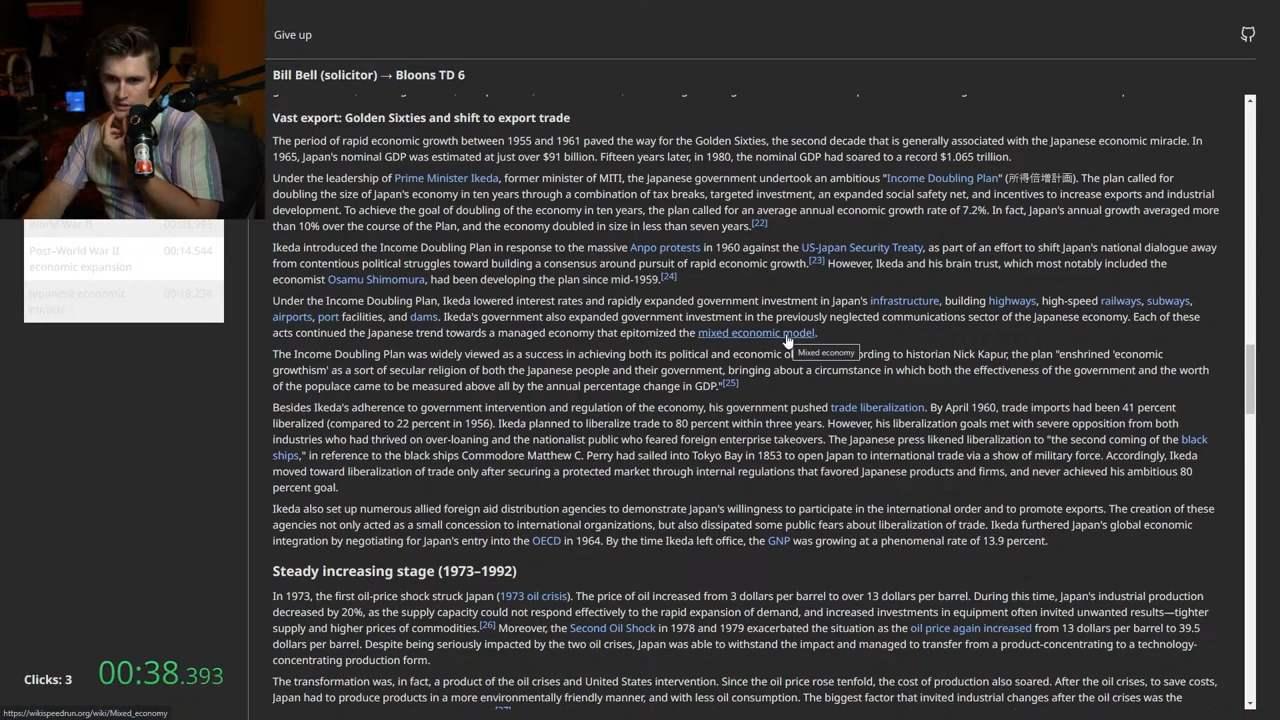 Give up
Bill Bell (solicitor) → Bloons TD 6
Vast export: Golden Sixties and shift to export trade
The period of rapid economic growth between 1955 and 1961 paved the way for the Golden Sixties, the second decade that is generally associated with the Japanese economic miracle. In
1965, Japan's nominal GDP was estimated at just over $91 billion. Fifteen years later, in 1980, the nominal GDP had soared to a record $1.065 trillion.
Under the leadership of Prime Minister Ikeda, former minister of MITI, the Japanese government undertook an ambitious "Income Doubling Plan" (所得倍増計画). The plan called for
doubling the size of Japan's economy in ten years through a combination of tax breaks, targeted investment, an expanded social safety net, and incentives to increase exports and industrial
development. To achieve the goal of doubling of the economy in ten years, the plan called for an average annual economic growth rate of 7.2%. In fact, Japan's annual growth averaged more
than 10% over the course of the Plan, and the economy doubled in size in less than seven years.[22]
Ikeda introduced the Income Doubling Plan in response to the massive Anpo protests in 1960 against the US-Japan Security Treaty, as part of an effort to shift Japan's national dialogue away
from contentious political struggles toward building a consensus around pursuit of rapid economic growth.[23] However, Ikeda and his brain trust, which most notably included the
economist Osamu Shimomura, had been developing the plan since mid-1959.[24]
Under the Income Doubling Plan, Ikeda lowered interest rates and rapidly expanded government investment in Japan's infrastructure, building highways, high-speed railways, subways,
airports, port facilities, and dams. Ikeda's government also expanded government investment in the previously neglected communications sector of the Japanese economy. Each of these
acts continued the Japanese trend towards a managed economy that epitomized the mixed economic model.
Mixed economy
The Income Doubling Plan was widely viewed as a success in achieving both its political and economic according to historian Nick Kapur, the plan "enshrined 'economic
growthism' as a sort of secular religion of both the Japanese people and their government, bringing about a circumstance in which both the effectiveness of the government and the worth
of the populace came to be measured above all by the annual percentage change in GDP."[25]
Besides Ikeda's adherence to government intervention and regulation of the economy, his government pushed trade liberalization. By April 1960, trade imports had been 41 percent
liberalized (compared to 22 percent in 1956). Ikeda planned to liberalize trade to 80 percent within three years. However, his liberalization goals met with severe opposition from both
industries who had thrived on over-loaning and the nationalist public who feared foreign enterprise takeovers. The Japanese press likened liberalization to "the second coming of the black
ships," in reference to the black ships Commodore Matthew C. Perry had sailed into Tokyo Bay in 1853 to open Japan to international trade via a show of military force. Accordingly, Ikeda
moved toward liberalization of trade only after securing a protected market through internal regulations that favored Japanese products and firms, and never achieved his ambitious 80
percent goal.
Ikeda also set up numerous allied foreign aid distribution agencies to demonstrate Japan's willingness to participate in the international order and to promote exports. The creation of these
agencies not only acted as a small concession to international organizations, but also dissipated some public fears about liberalization of trade. Ikeda furthered Japan's global economic
integration by negotiating for Japan's entry into the OECD in 1964. By the time Ikeda left office, the GNP was growing at a phenomenal rate of 13.9 percent.
Steady increasing stage (1973–1992)
In 1973, the first oil-price shock struck Japan (1973 oil crisis). The price of oil increased from 3 dollars per barrel to over 13 dollars per barrel. During this time, Japan's industrial production
decreased by 20%, as the supply capacity could not respond effectively to the rapid expansion of demand, and increased investments in equipment often invited unwanted results—tighter
supply and higher prices of commodities.[26] Moreover, the Second Oil Shock in 1978 and 1979 exacerbated the situation as the oil price again increased from 13 dollars per barrel to 39.5
dollars per barrel. Despite being seriously impacted by the two oil crises, Japan was able to withstand the impact and managed to transfer from a product-concentrating to a technology-
concentrating production form.
The transformation was, in fact, a product of the oil crises and United States intervention. Since the oil price rose tenfold, the cost of production also soared. After the oil crises, to save costs,
Japan had to produce products in a more environmentally friendly manner, and with less oil consumption. The biggest factor that invited industrial changes after the oil crises was the
World War II
Post–World War II 00:14.544
economic expansion
Japanese economic 00:19.234
miracle
Clicks: 3 00:38.393
https://wikispeedrun.org/wiki/Mixed_economy